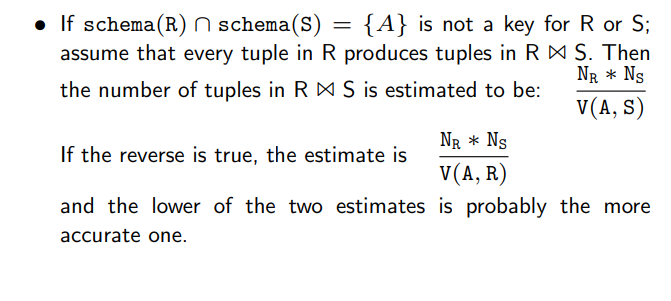 • If schema(R) ∩ schema(S) = {A} is not a key for R or S;
assume that every tuple in R produces tuples in R ⋈ S. Then
the number of tuples in R ⋈ S is estimated to be: N_R * N_S / V(A, S)
If the reverse is true, the estimate is N_R * N_S / V(A, R)
and the lower of the two estimates is probably the more
accurate one.